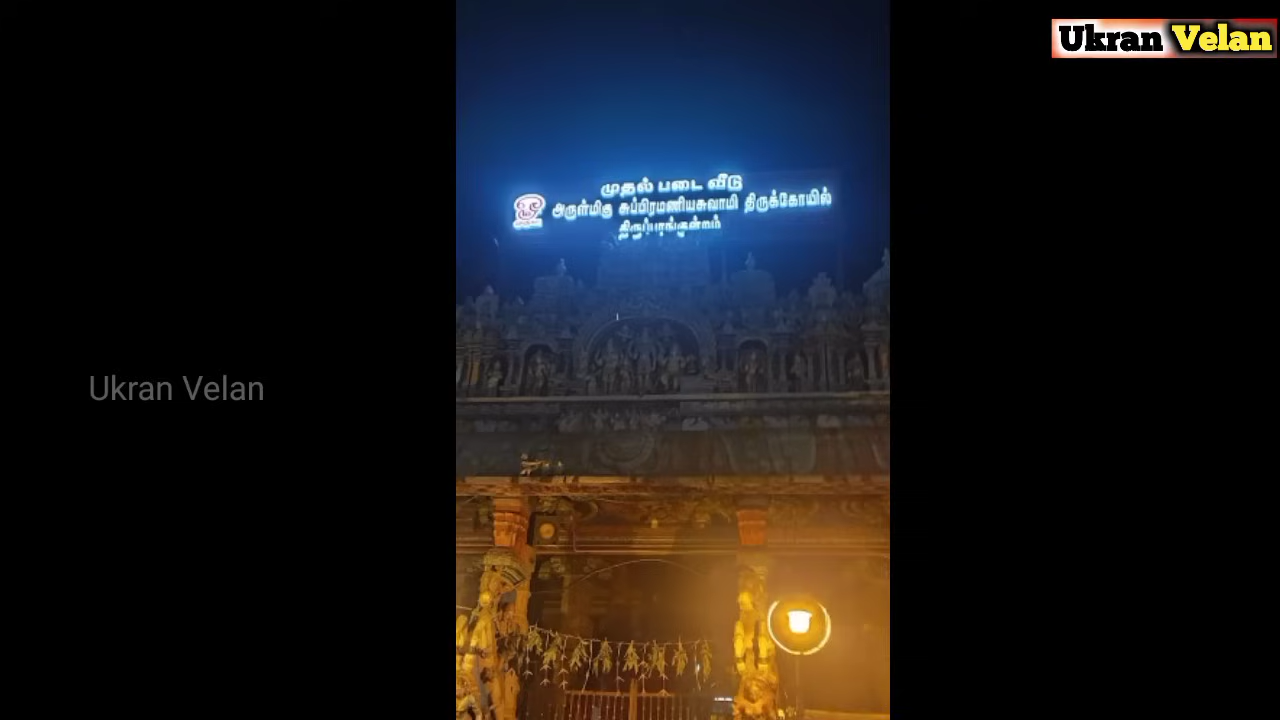 Ukran Velan
முதல் படை வீடு
அருள்மிகு சுப்பிரமணியசுவாமி திருக்கோயில்
திருப்பரங்குன்றம்
Ukran Velan